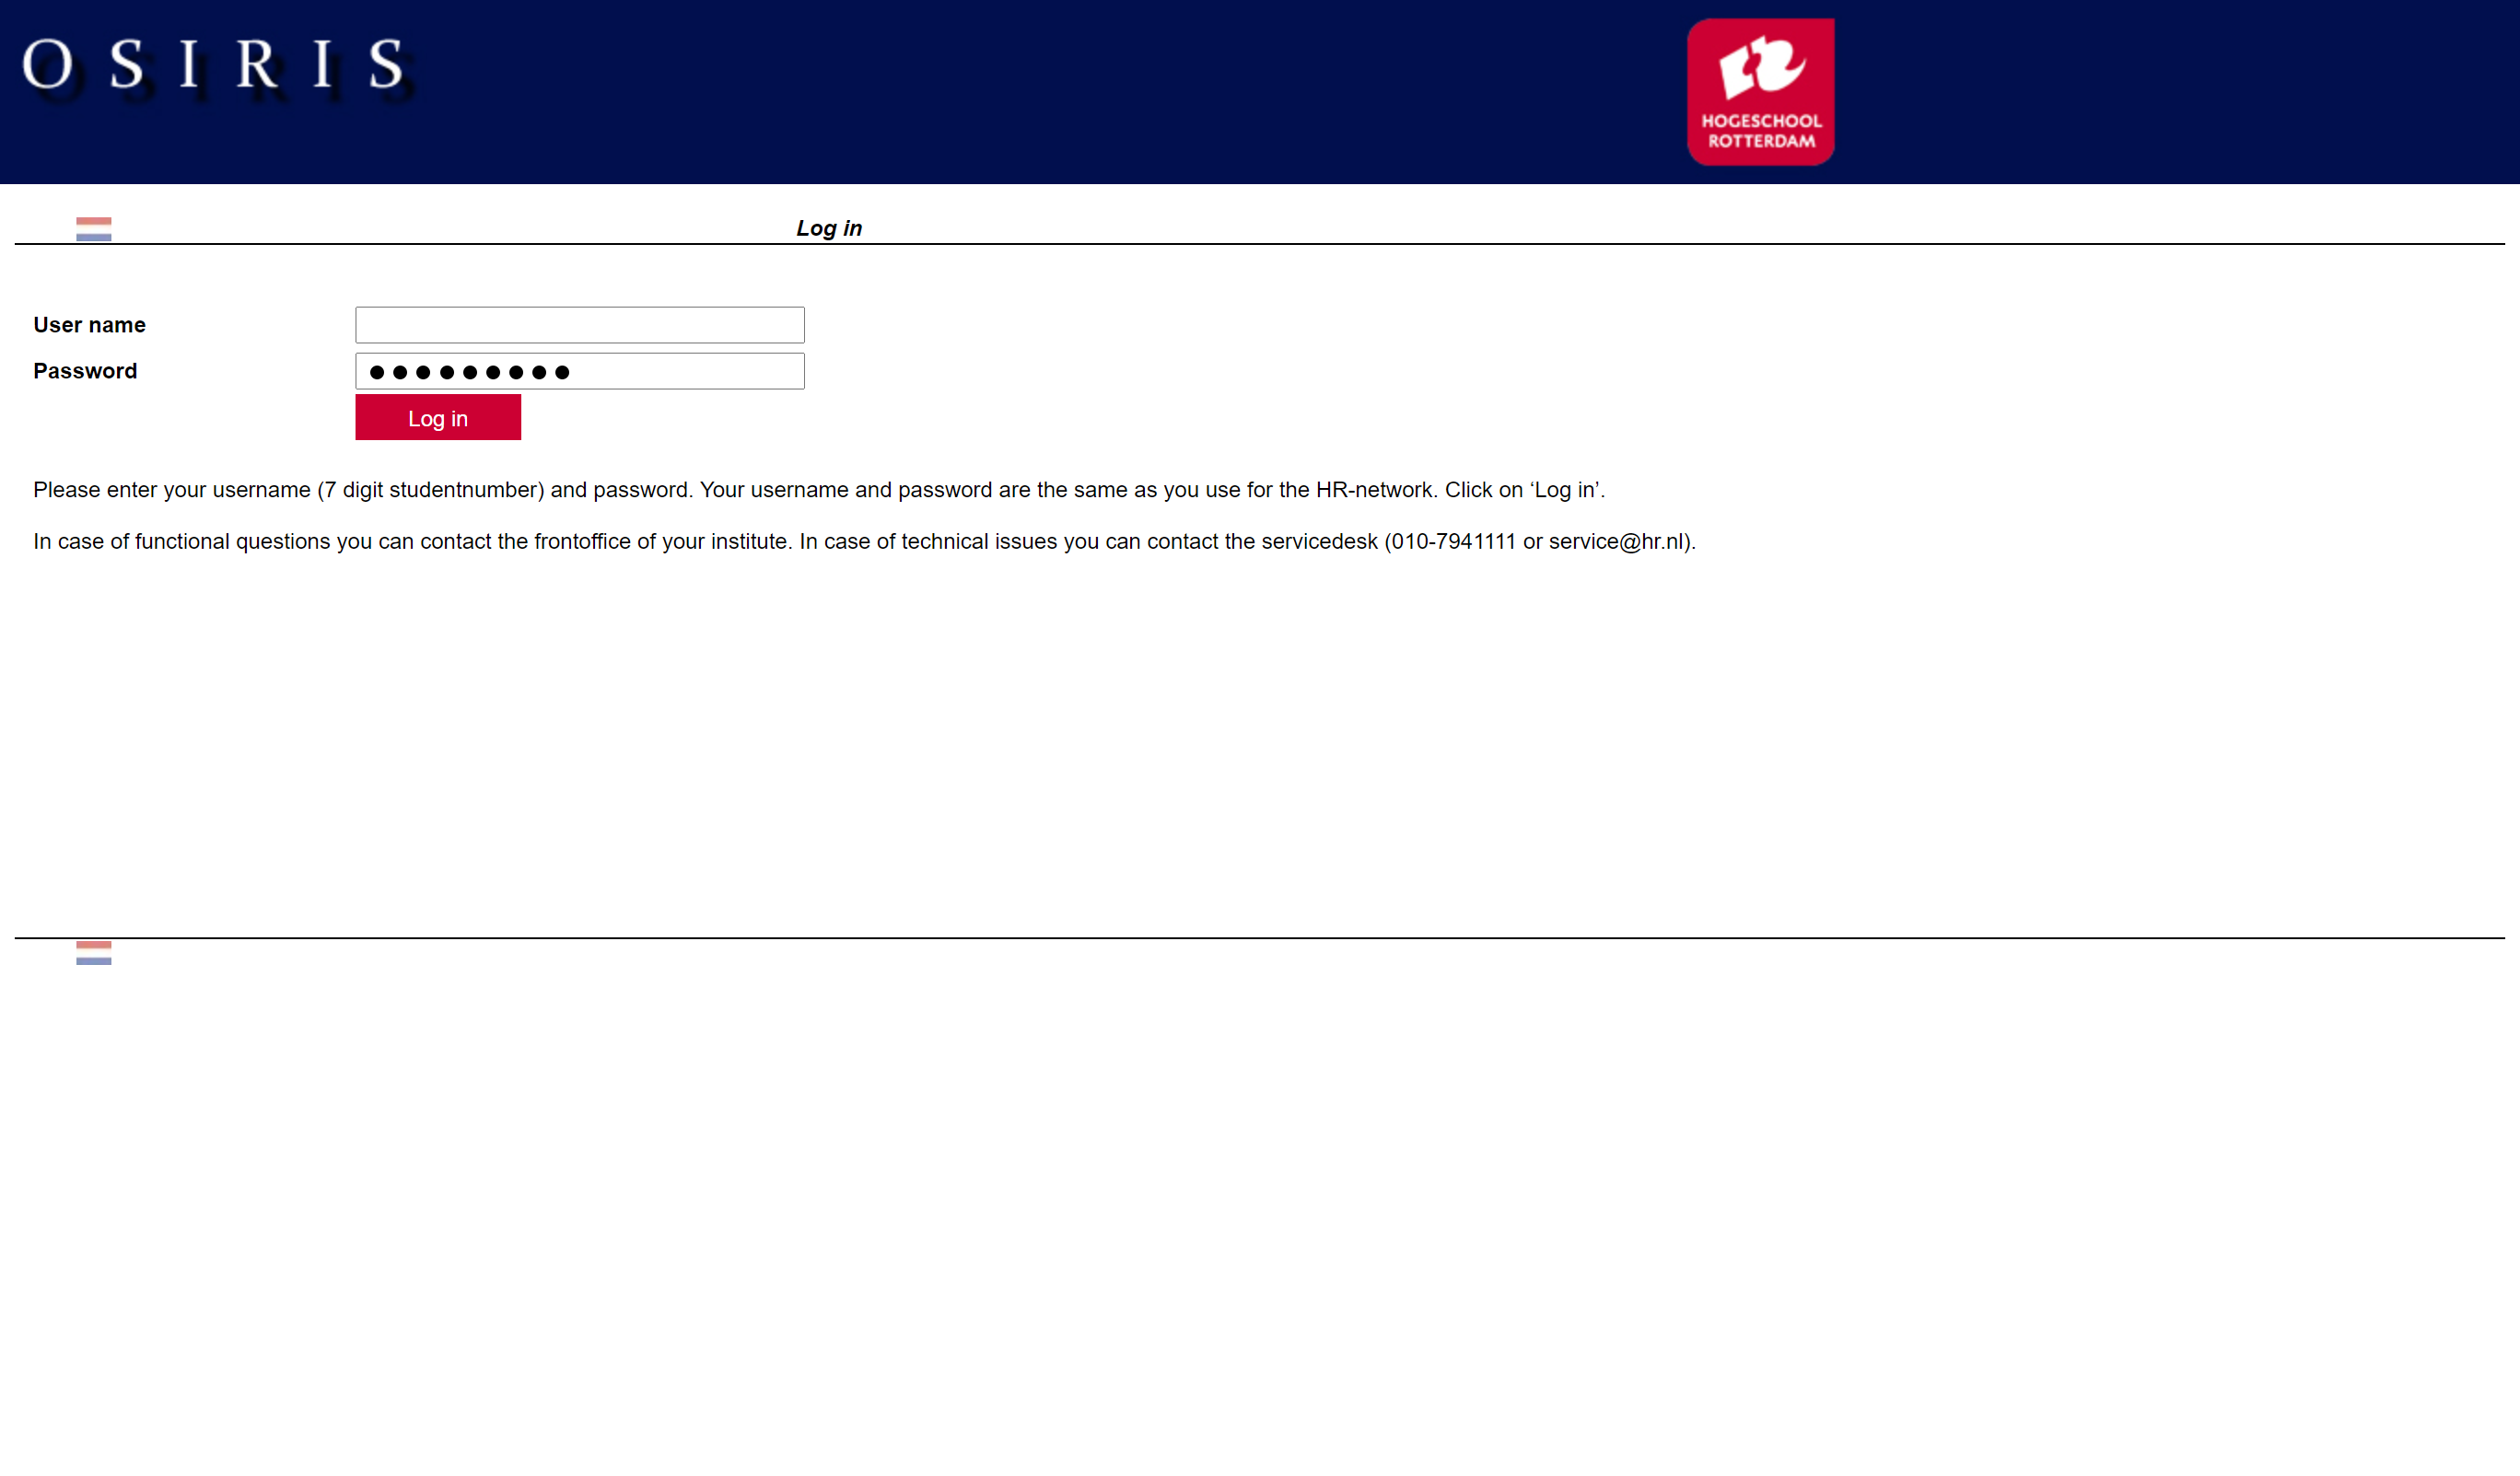 O S I R I S
HOGESCHOOL
ROTTERDAM
Log in
User name
Password
Log in
Please enter your username (7 digit studentnumber) and password. Your username and password are the same as you use for the HR-network. Click on ‘Log in’.
In case of functional questions you can contact the frontoffice of your institute. In case of technical issues you can contact the servicedesk (010-7941111 or service@hr.nl).